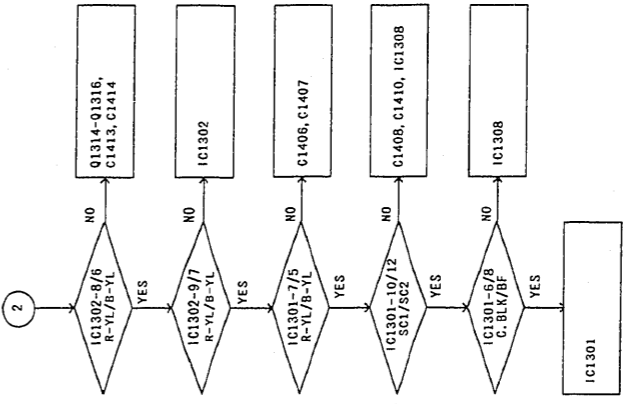 2
IC1302-8/6
R-YL/B-YL
NO
Q1314-Q1316,
C1413, C1414
YES
IC1302-9/7
R-YL/B-YL
NO
IC1302
YES
IC1301-7/5
R-YL/B-YL
NO
C1406, C1407
YES
IC1301-10/12
SC1/SC2
NO
C1408, C1410, IC1308
YES
IC1301-6/8
C.BLK/BF
NO
IC1308
YES
IC1301